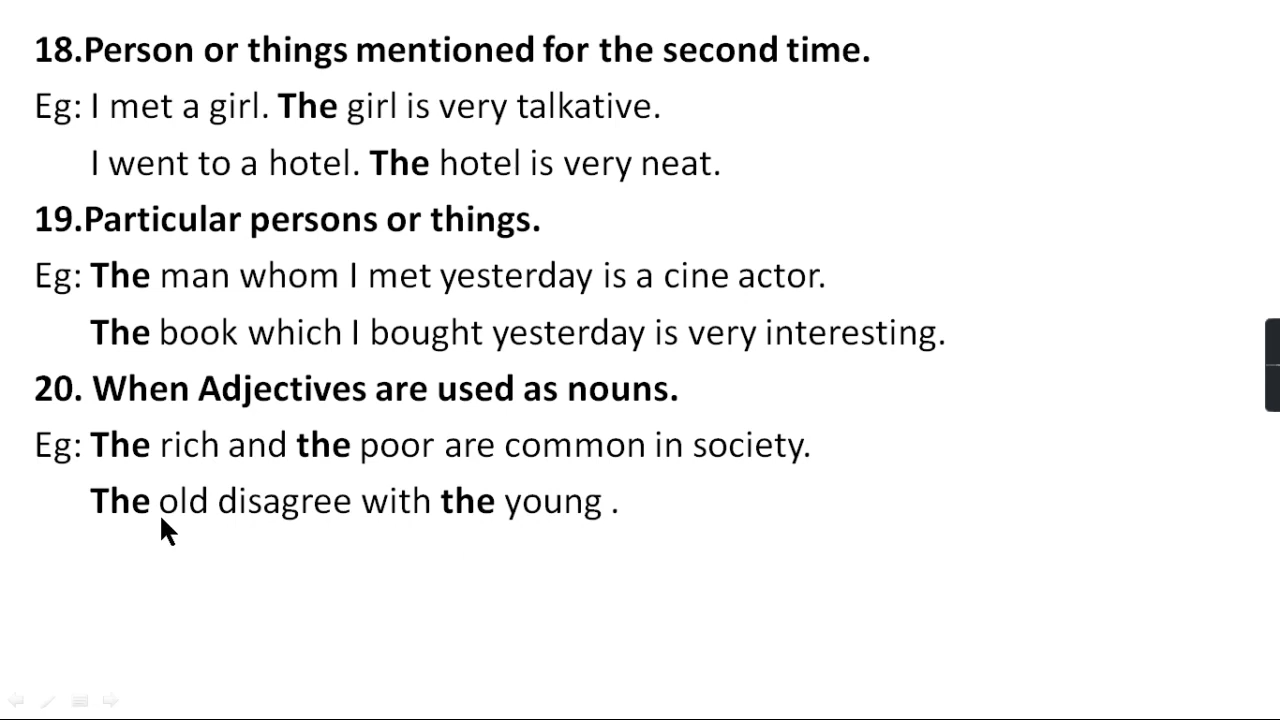 18.Person or things mentioned for the second time.
Eg: I met a girl. The girl is very talkative.
I went to a hotel. The hotel is very neat.
19.Particular persons or things.
Eg: The man whom I met yesterday is a cine actor.
The book which I bought yesterday is very interesting.
20. When Adjectives are used as nouns.
Eg: The rich and the poor are common in society.
The old disagree with the young .